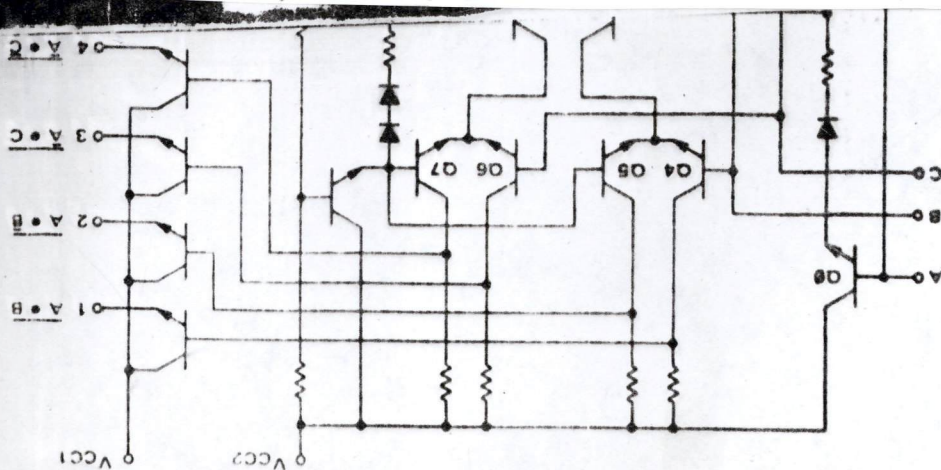 VCC2 VCC1
1 A • B
A Q8
2 A • B̅
B
C Q4 Q5 Q6 Q7
3 A̅ • C
4 A̅ • C̅